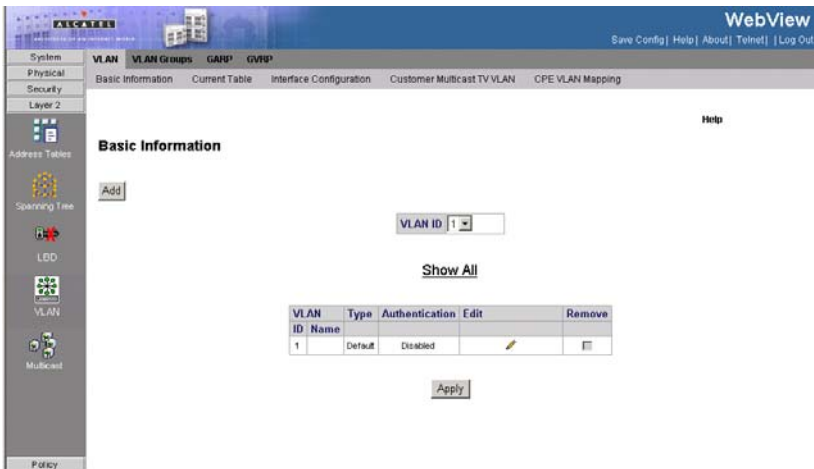 ALCATEL
WebView
Save Config| Help| About| Telnet| |Log Out
System
Physical
Security
Layer 2
Address Tables
Spanning Tree
LBD
VLAN
Multicast
Policy
VLAN VLAN Groups GARP GVRP
Basic Information Current Table Interface Configuration Customer Multicast TV VLAN CPE VLAN Mapping
Help
Basic Information
Add
VLAN ID 1
Show All
VLAN Type Authentication Edit Remove
ID Name
1 Default Disabled
Apply